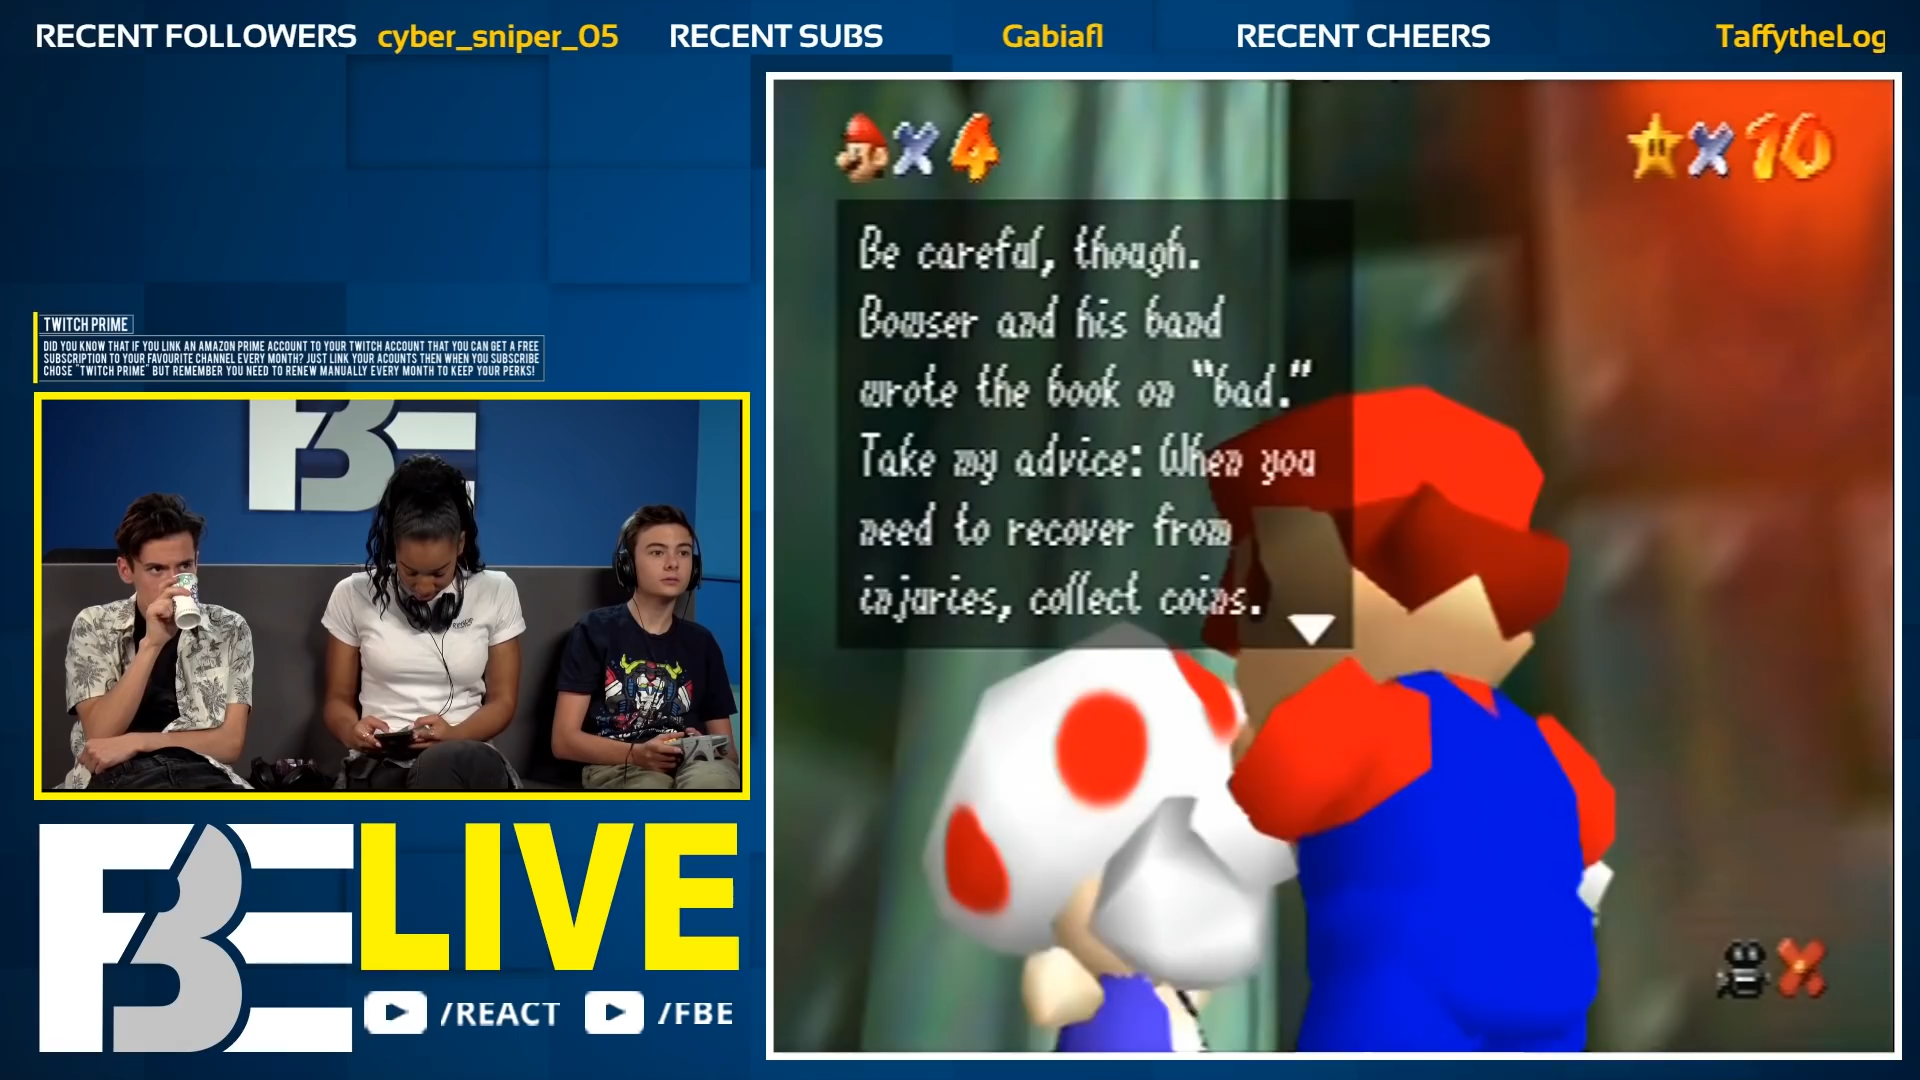 RECENT FOLLOWERS cyber_sniper_05 RECENT SUBS Gabiafl RECENT CHEERS TaffytheLog
x 4
x 10
Be careful, though.
Bowser and his band
wrote the book on "bad."
Take my advice: When you
need to recover from
injuries, collect coins.
TWITCH PRIME
DID YOU KNOW THAT IF YOU LINK AN AMAZON PRIME ACCOUNT TO YOUR TWITCH ACCOUNT THAT YOU CAN GET A FREE
SUBSCRIPTION TO YOUR FAVOURITE CHANNEL EVERY MONTH? JUST LINK YOUR ACOUNTS THEN WHEN YOU SUBSCRIBE
CHOSE "TWITCH PRIME" BUT REMEMBER YOU NEED TO RENEW MANUALLY EVERY MONTH TO KEEP YOUR PERKS!
FBE
FBE LIVE
/REACT /FBE